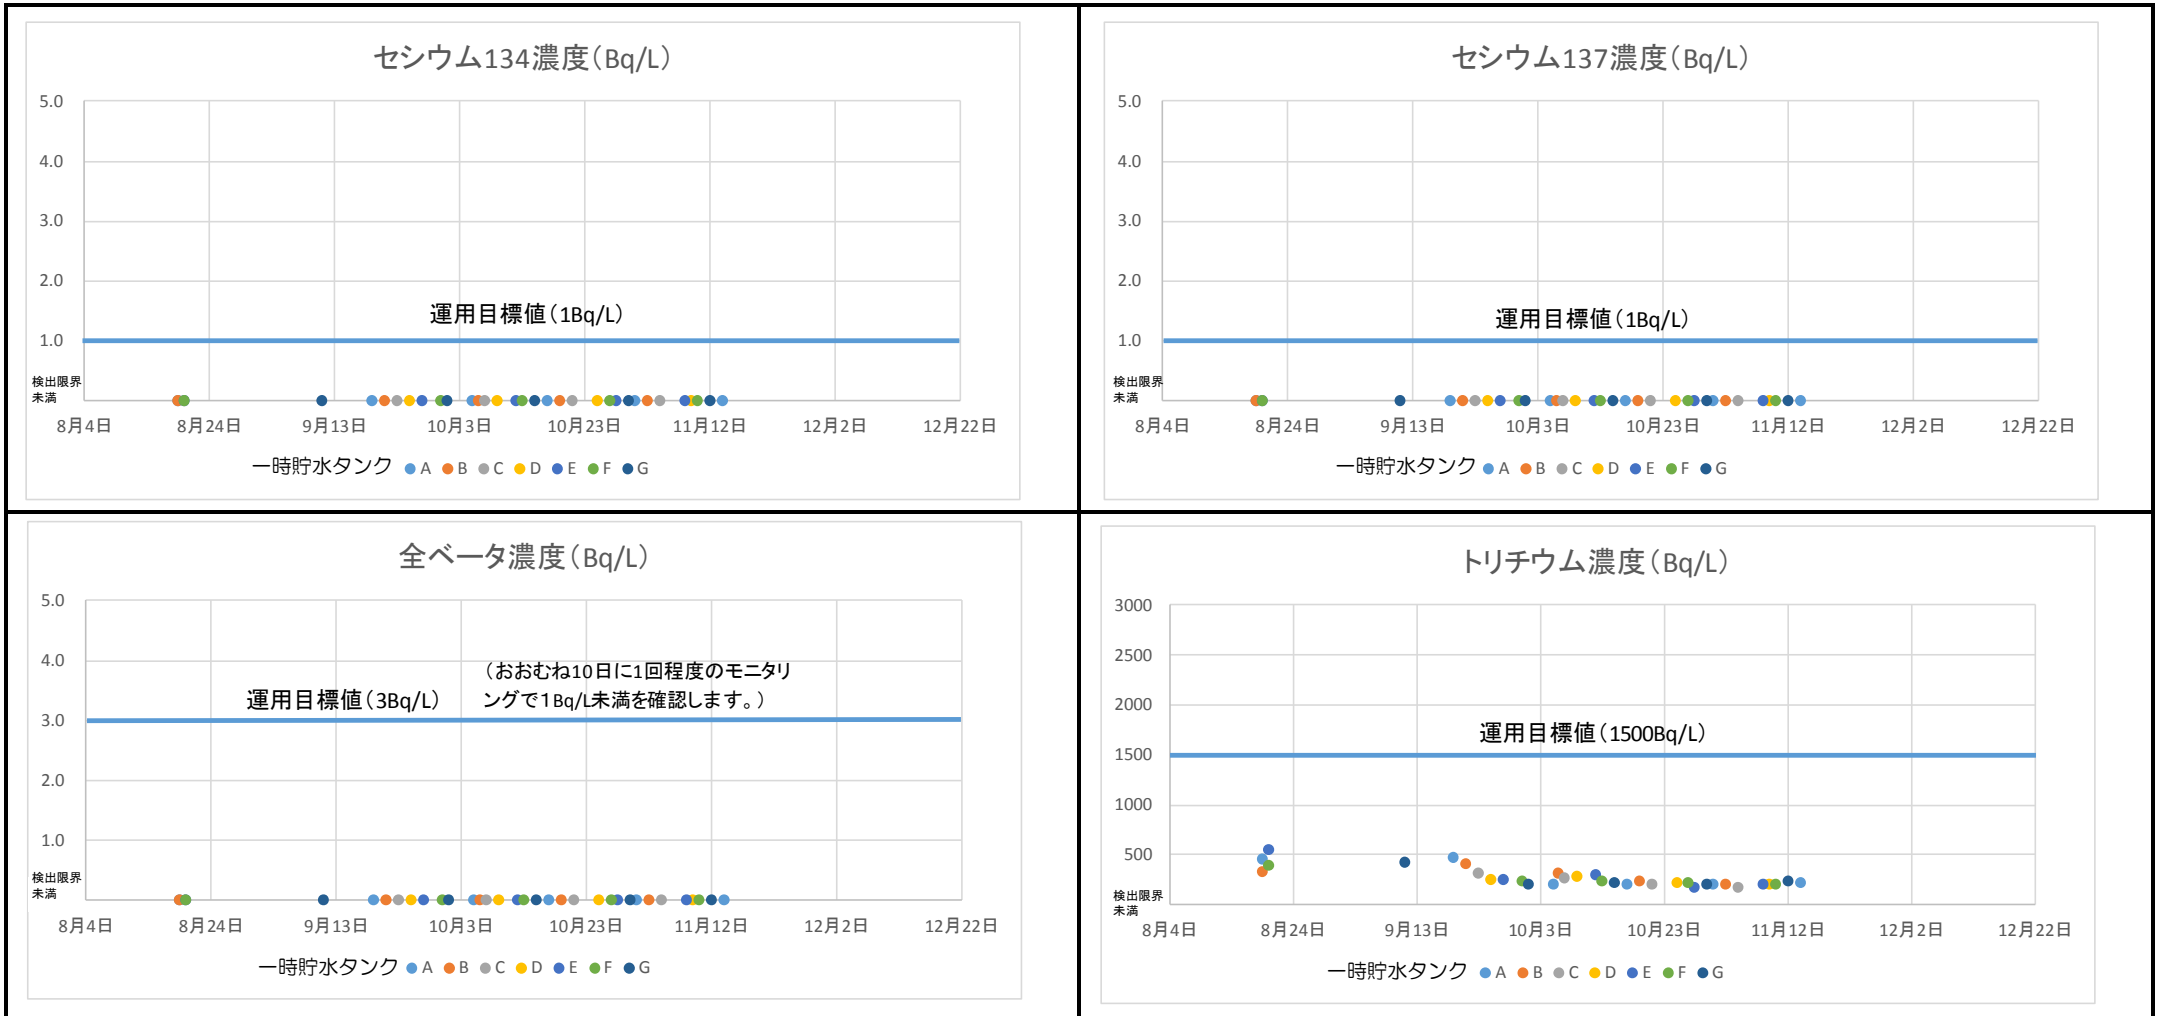 セシウム134濃度（Bq/L）
5.0
4.0
3.0
2.0
運用目標値（1Bq/L）
1.0
検出限界
未満
8月4日 8月24日 9月13日 10月3日 10月23日 11月12日 12月2日 12月22日
一時貯水タンク A B C D E F G
セシウム137濃度（Bq/L）
5.0
4.0
3.0
2.0
運用目標値（1Bq/L）
1.0
検出限界
未満
8月4日 8月24日 9月13日 10月3日 10月23日 11月12日 12月2日 12月22日
一時貯水タンク A B C D E F G
全ベータ濃度（Bq/L）
5.0
4.0
（おおむね10日に1回程度のモニタリ
運用目標値（3Bq/L） ングで１Bq/L未満を確認します。）
3.0
2.0
1.0
検出限界
未満
8月4日 8月24日 9月13日 10月3日 10月23日 11月12日 12月2日 12月22日
一時貯水タンク A B C D E F G
トリチウム濃度（Bq/L）
3000
2500
2000
運用目標値（1500Bq/L）
1500
1000
500
検出限界
未満
8月4日 8月24日 9月13日 10月3日 10月23日 11月12日 12月2日 12月22日
一時貯水タンク A B C D E F G